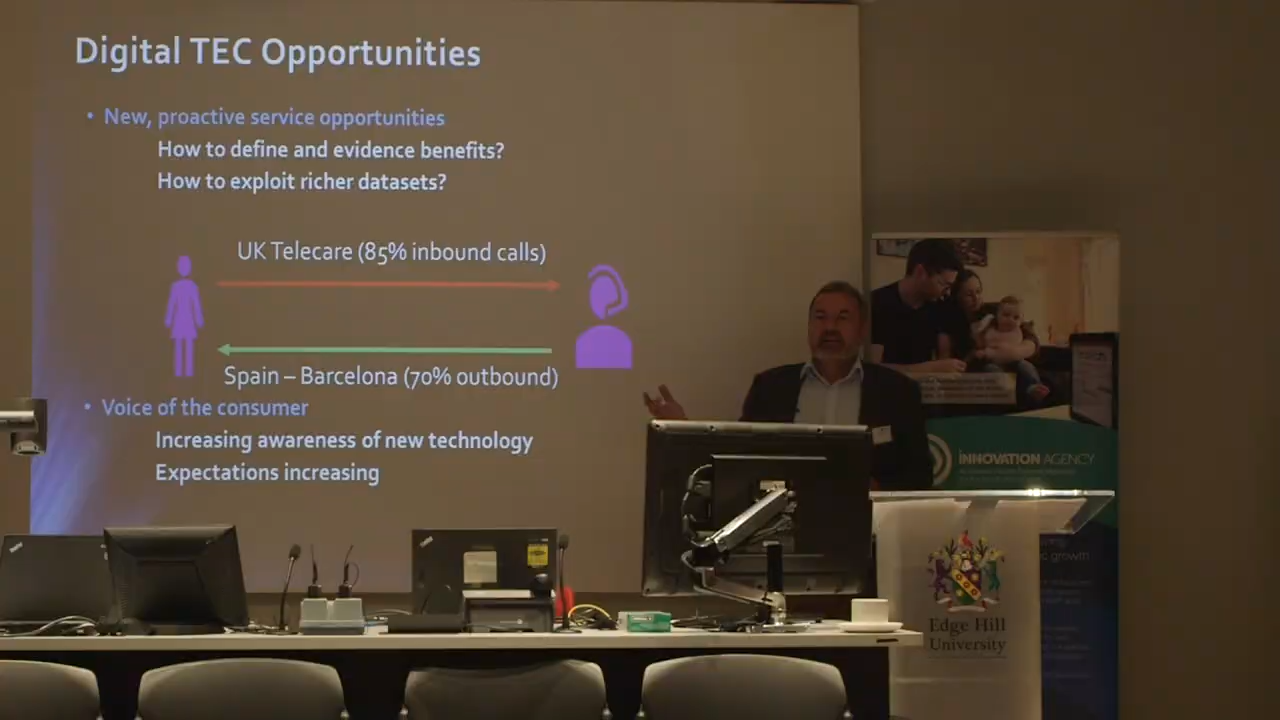 Digital TEC Opportunities
• New, proactive service opportunities
How to define and evidence benefits?
How to exploit richer datasets?
UK Telecare (85% inbound calls)
Spain – Barcelona (70% outbound)
• Voice of the consumer
Increasing awareness of new technology
Expectations increasing
INNOVATION AGENCY
growth
Edge Hill
University